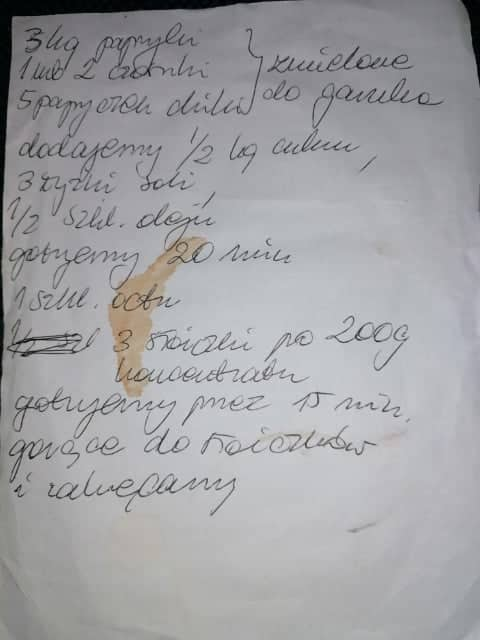 3kg papryki
1 lub 2 czosnki
5 papryczek chili
zmielone
do garnka
dodajemy 1/2 kg cukru,
3 łyżki soli,
1/2 szkl. oleju
gotujemy 20 min
1 szkl. octu
3 słoiczki po 200g
koncentratu
gotujemy przez 15 min.
gorące do słoiczków
i zakręcamy